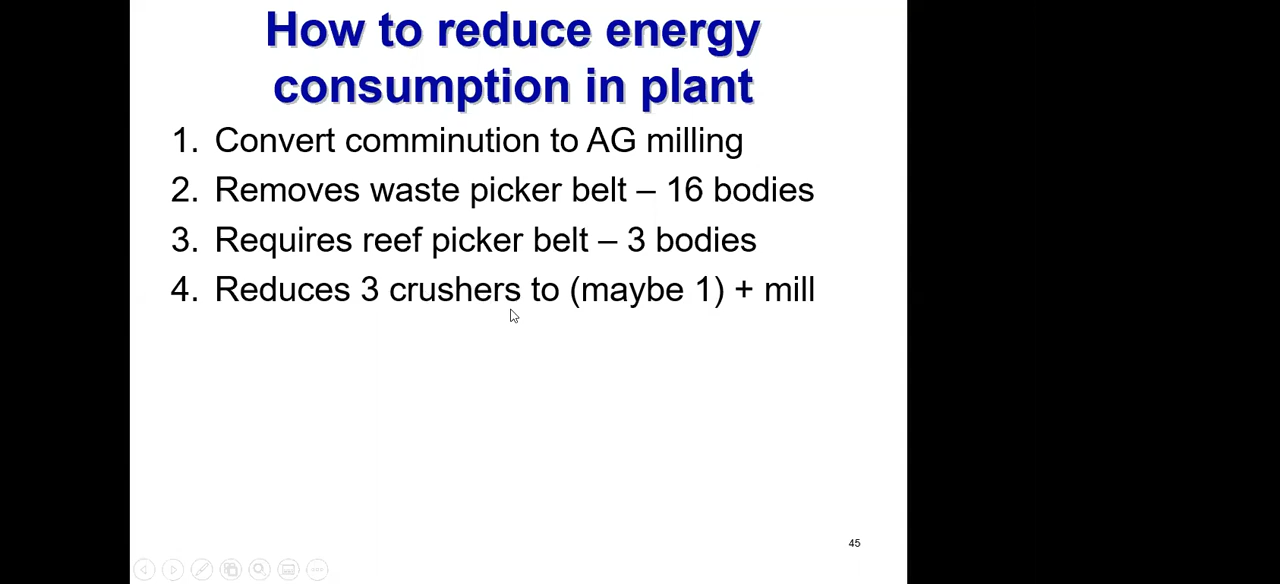 How to reduce energy
consumption in plant
1. Convert comminution to AG milling
2. Removes waste picker belt – 16 bodies
3. Requires reef picker belt – 3 bodies
4. Reduces 3 crushers to (maybe 1) + mill
45